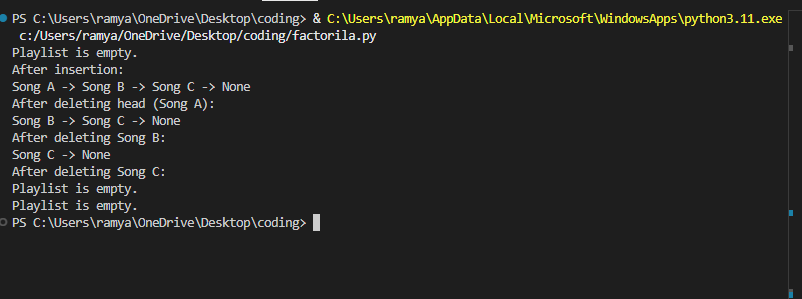 PS C:\Users\ramya\OneDrive\Desktop\coding> & C:\Users\ramya\AppData\Local\Microsoft\WindowsApps\python3.11.exe
c:/Users/ramya/OneDrive/Desktop/coding/factorila.py
Playlist is empty.
After insertion:
Song A -> Song B -> Song C -> None
After deleting head (Song A):
Song B -> Song C -> None
After deleting Song B:
Song C -> None
After deleting Song C:
Playlist is empty.
Playlist is empty.
PS C:\Users\ramya\OneDrive\Desktop\coding>